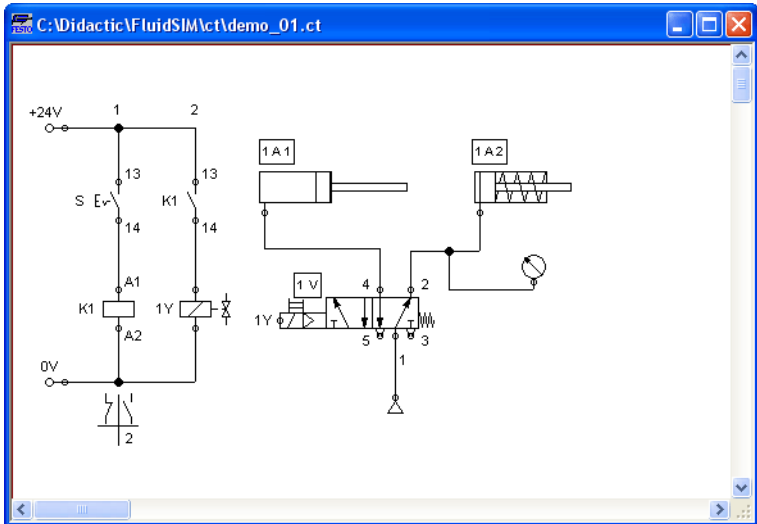 FESTO
C:\Didactic\FluidSIM\ct\demo_01.ct
+24V
1
2
13
13
S
K1
14
14
A1
K1
1Y
A2
0V
2
1A1
1A2
1V
4
2
1Y
5
3
1